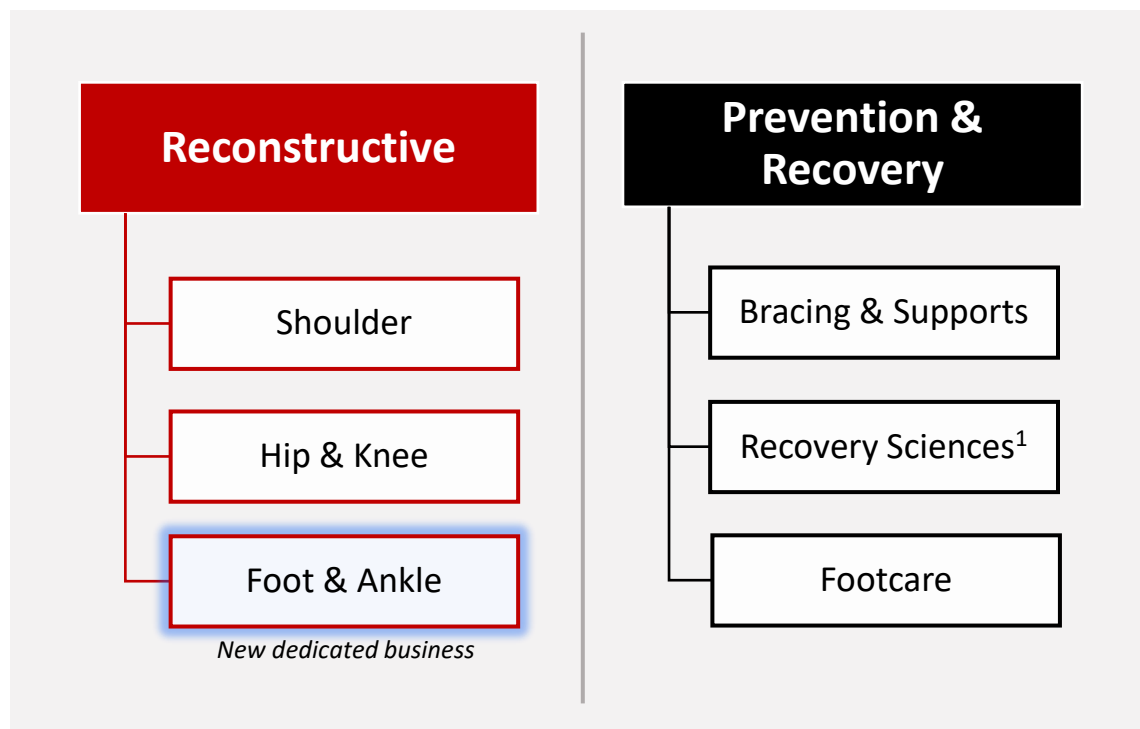 Reconstructive
Shoulder
Hip & Knee
Foot & Ankle
New dedicated business
Prevention &
Recovery
Bracing & Supports
Recovery Sciences¹
Footcare